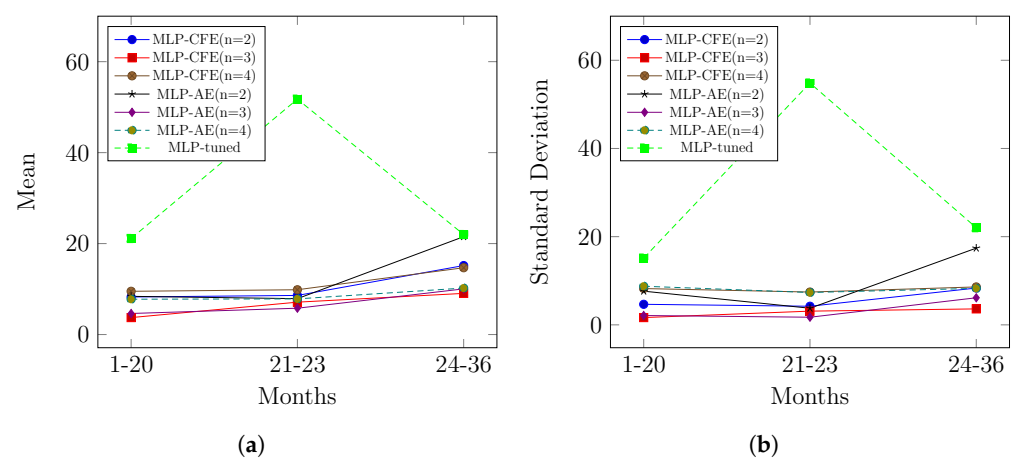 MLP-CFE(n=2)
MLP-CFE(n=3)
MLP-CFE(n=4)
MLP-AE(n=2)
MLP-AE(n=3)
MLP-AE(n=4)
MLP-tuned
60
40
20
0
Mean
1-20 21-23 24-36
Months
(a)
MLP-CFE(n=2)
MLP-CFE(n=3)
MLP-CFE(n=4)
MLP-AE(n=2)
MLP-AE(n=3)
MLP-AE(n=4)
MLP-tuned
60
40
20
0
Standard Deviation
1-20 21-23 24-36
Months
(b)